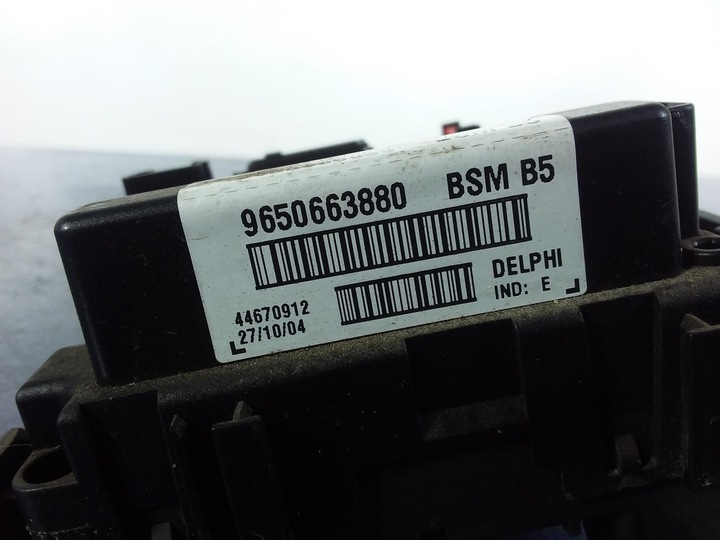 9650663880 BSM B5
DELPHI
44670912
IND: E
27/10/04